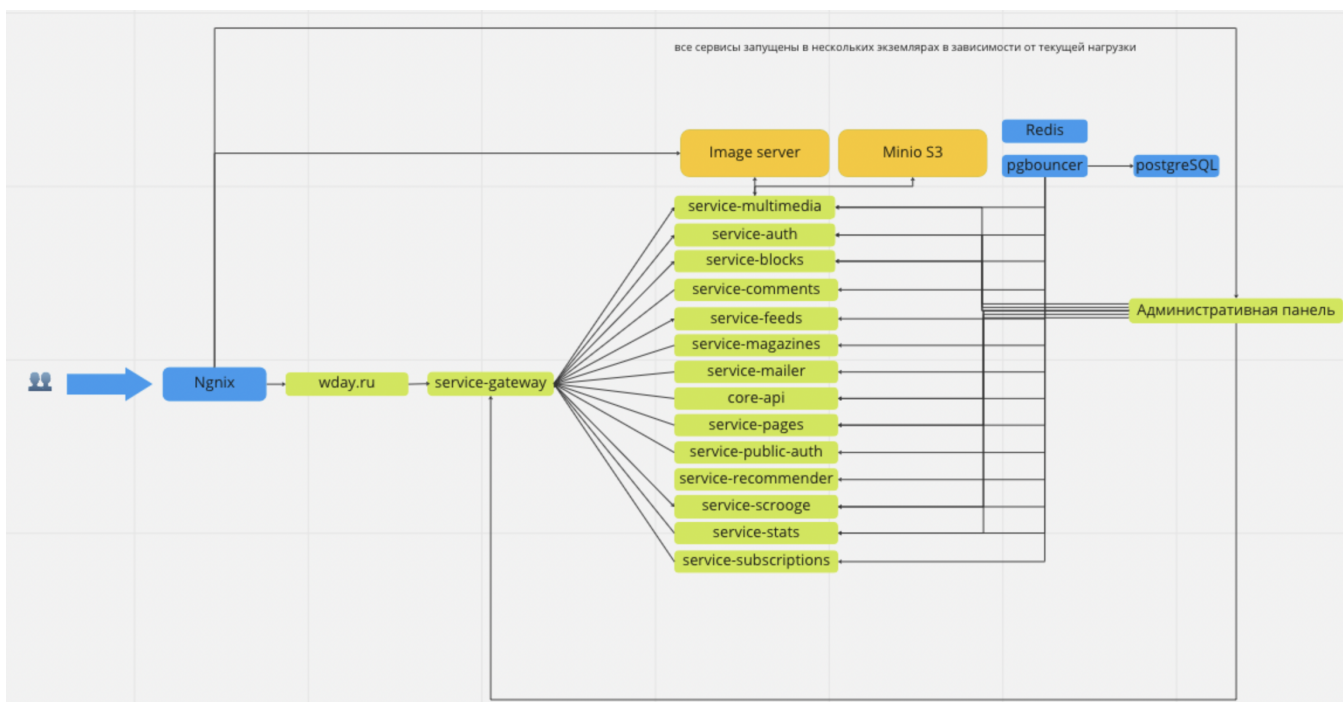 все сервисы запущены в нескольких экземлярах в зависимости от текущей нагрузки
Redis
Image server
Minio S3
pgbouncer
postgreSQL
service-multimedia
service-auth
service-blocks
service-comments
Административная панель
service-feeds
service-magazines
service-mailer
Ngnix
wday.ru
service-gateway
core-api
service-pages
service-public-auth
service-recommender
service-scrooge
service-stats
service-subscriptions